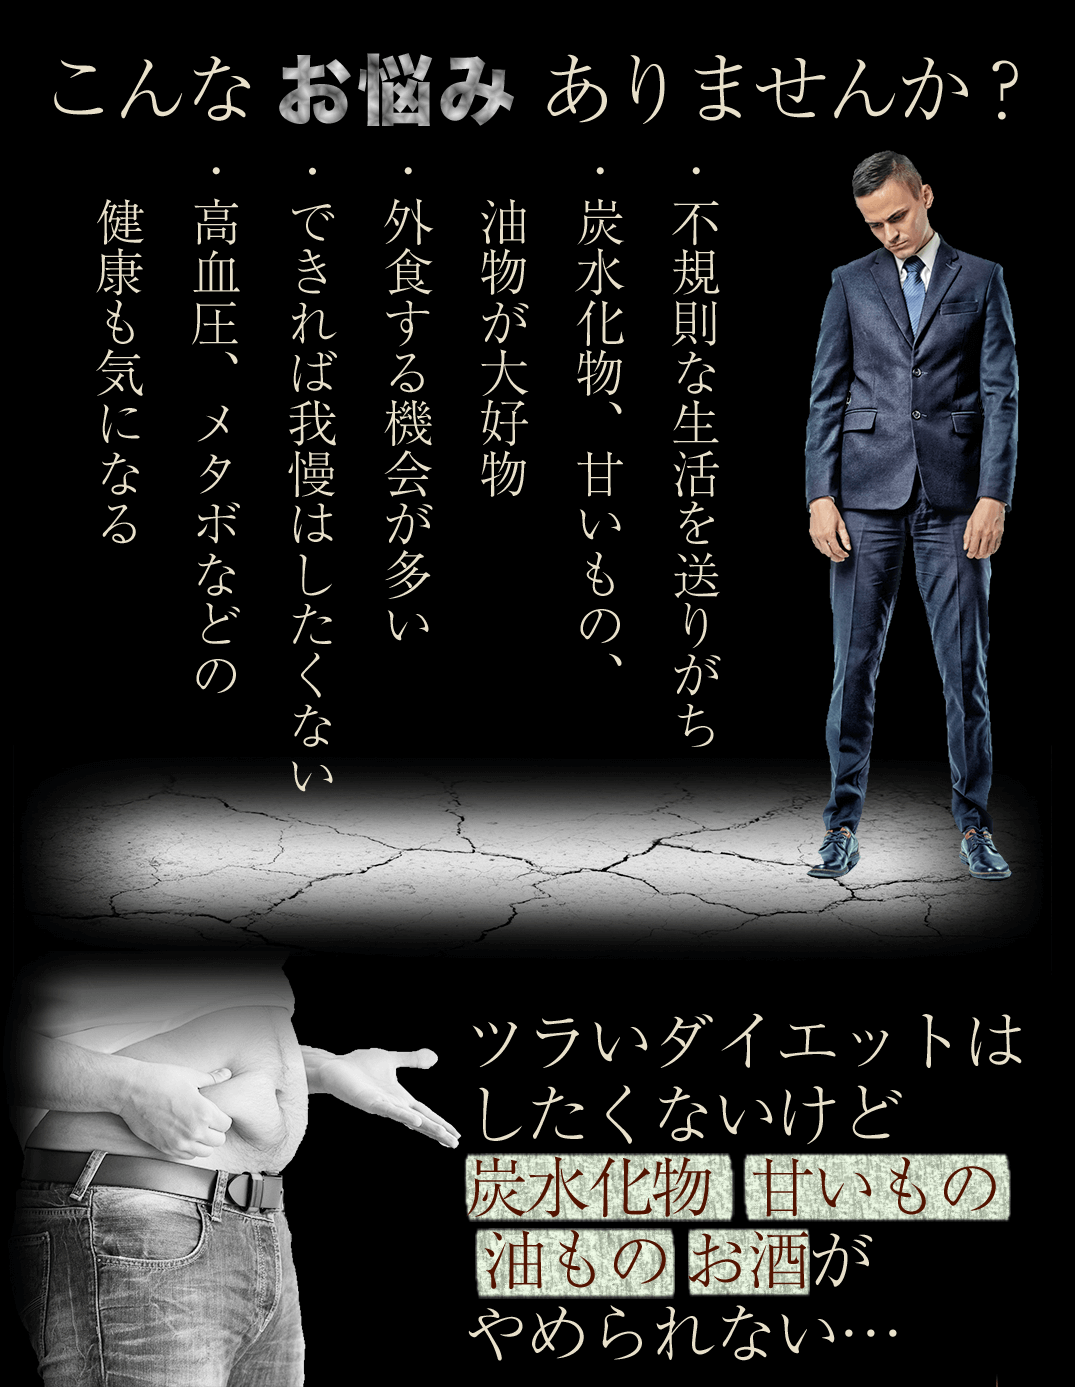 こんなお悩みありませんか？
・不規則な生活を送りがち
・炭水化物、甘いもの、
油物が大好物
・外食する機会が多い
・できれば我慢はしたくない
・高血圧、メタボなどの
健康も気になる
ツラいダイエットは
したくないけど
炭水化物 甘いもの
油もの お酒が
やめられない…